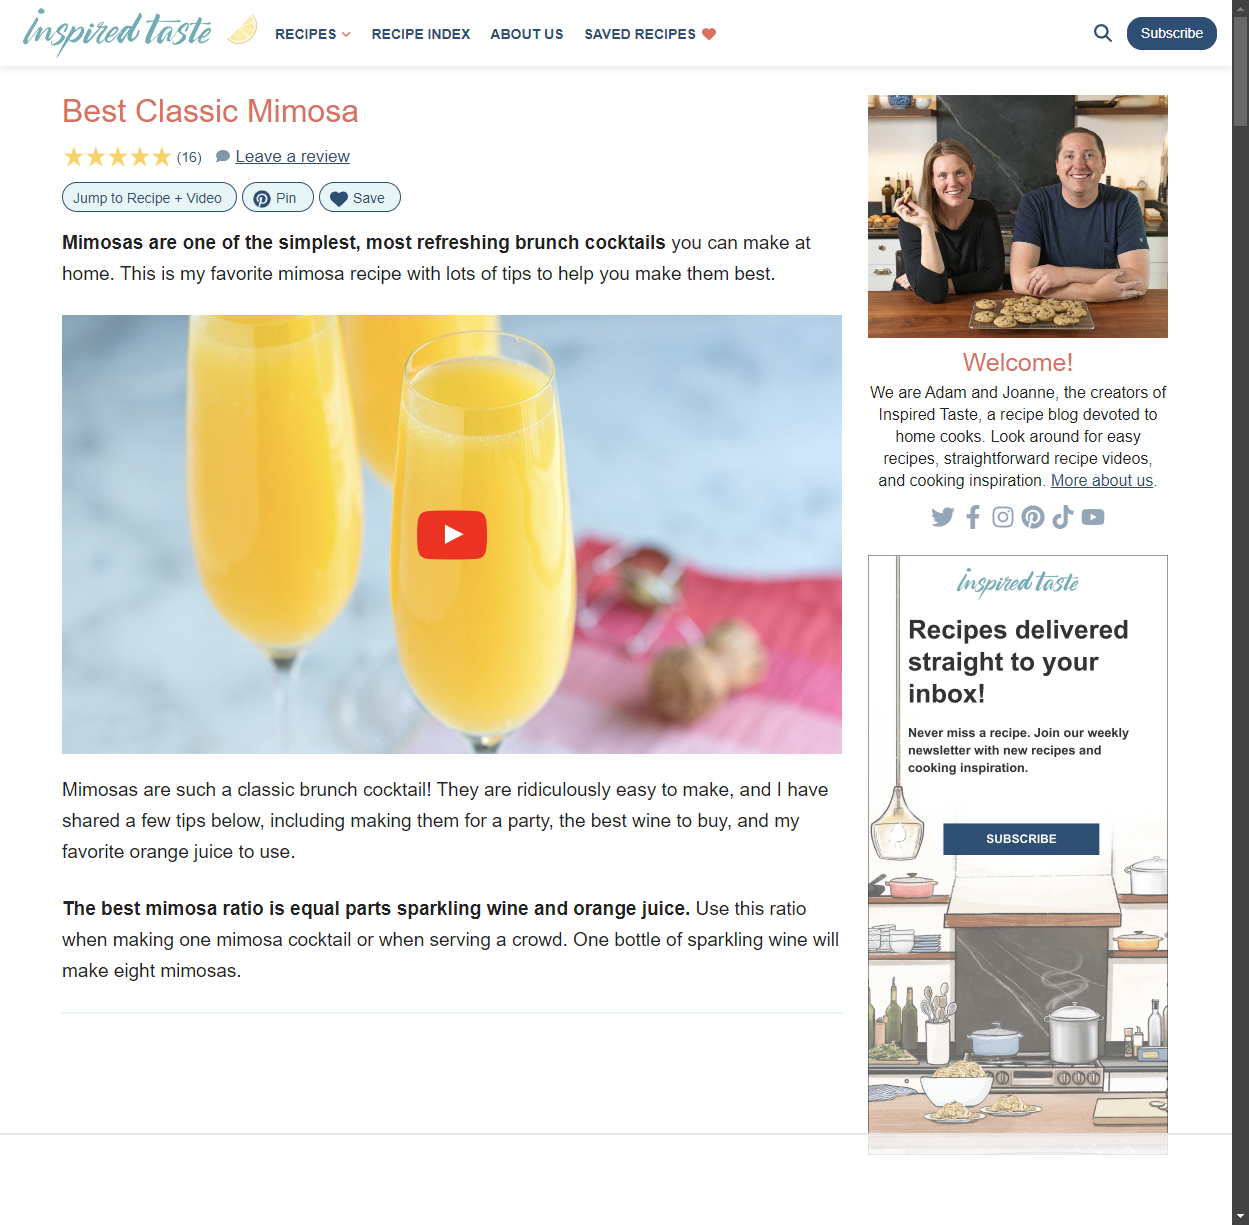 inspired taste
RECIPES
RECIPE INDEX
ABOUT US
SAVED RECIPES
Subscribe
Best Classic Mimosa
(16)
Leave a review
Jump to Recipe + Video
Pin
Save
Mimosas are one of the simplest, most refreshing brunch cocktails you can make at
home. This is my favorite mimosa recipe with lots of tips to help you make them best.
Mimosas are such a classic brunch cocktail! They are ridiculously easy to make, and I have
shared a few tips below, including making them for a party, the best wine to buy, and my
favorite orange juice to use.
The best mimosa ratio is equal parts sparkling wine and orange juice. Use this ratio
when making one mimosa cocktail or when serving a crowd. One bottle of sparkling wine will
make eight mimosas.
Welcome!
We are Adam and Joanne, the creators of
Inspired Taste, a recipe blog devoted to
home cooks. Look around for easy
recipes, straightforward recipe videos,
and cooking inspiration. More about us.
inspired taste
Recipes delivered
straight to your
inbox!
Never miss a recipe. Join our weekly
newsletter with new recipes and
cooking inspiration.
SUBSCRIBE